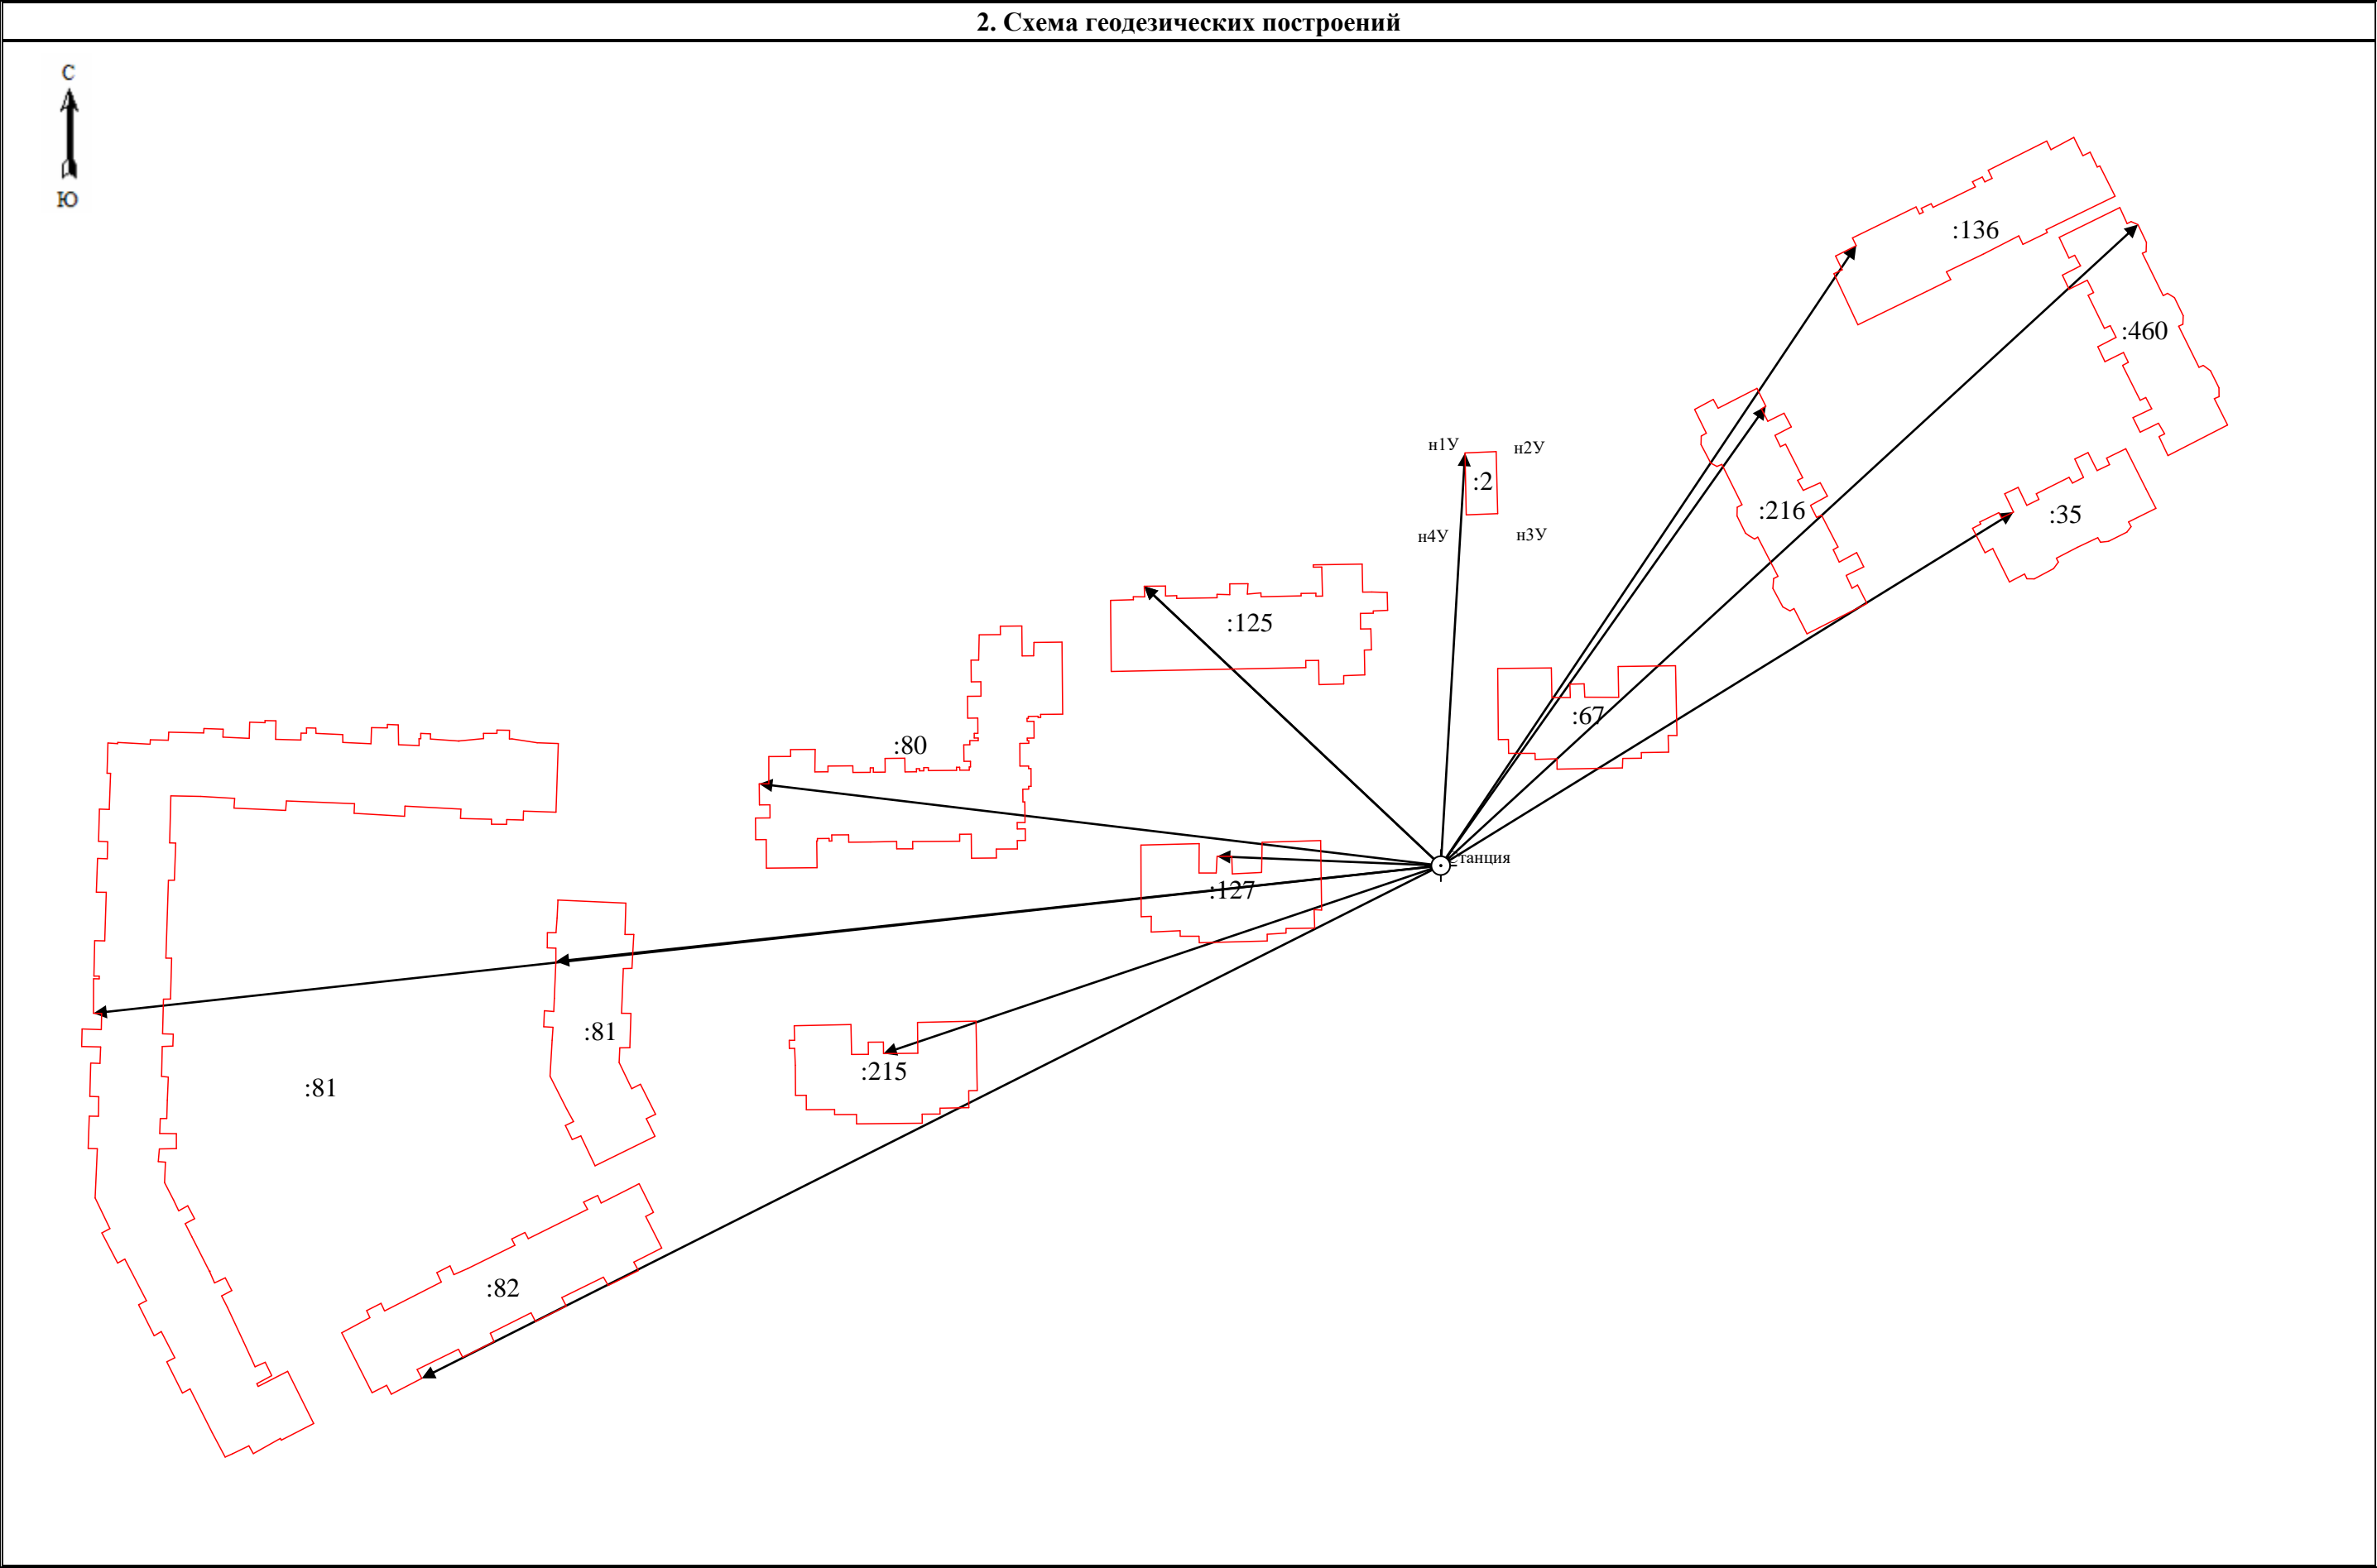 2. Схема геодезических построений
С
Ю
:136
:460
н1У
н2У
:2
:216
:35
н4У
н3У
:125
:67
:80
танция
:127
:81
:215
:81
:82